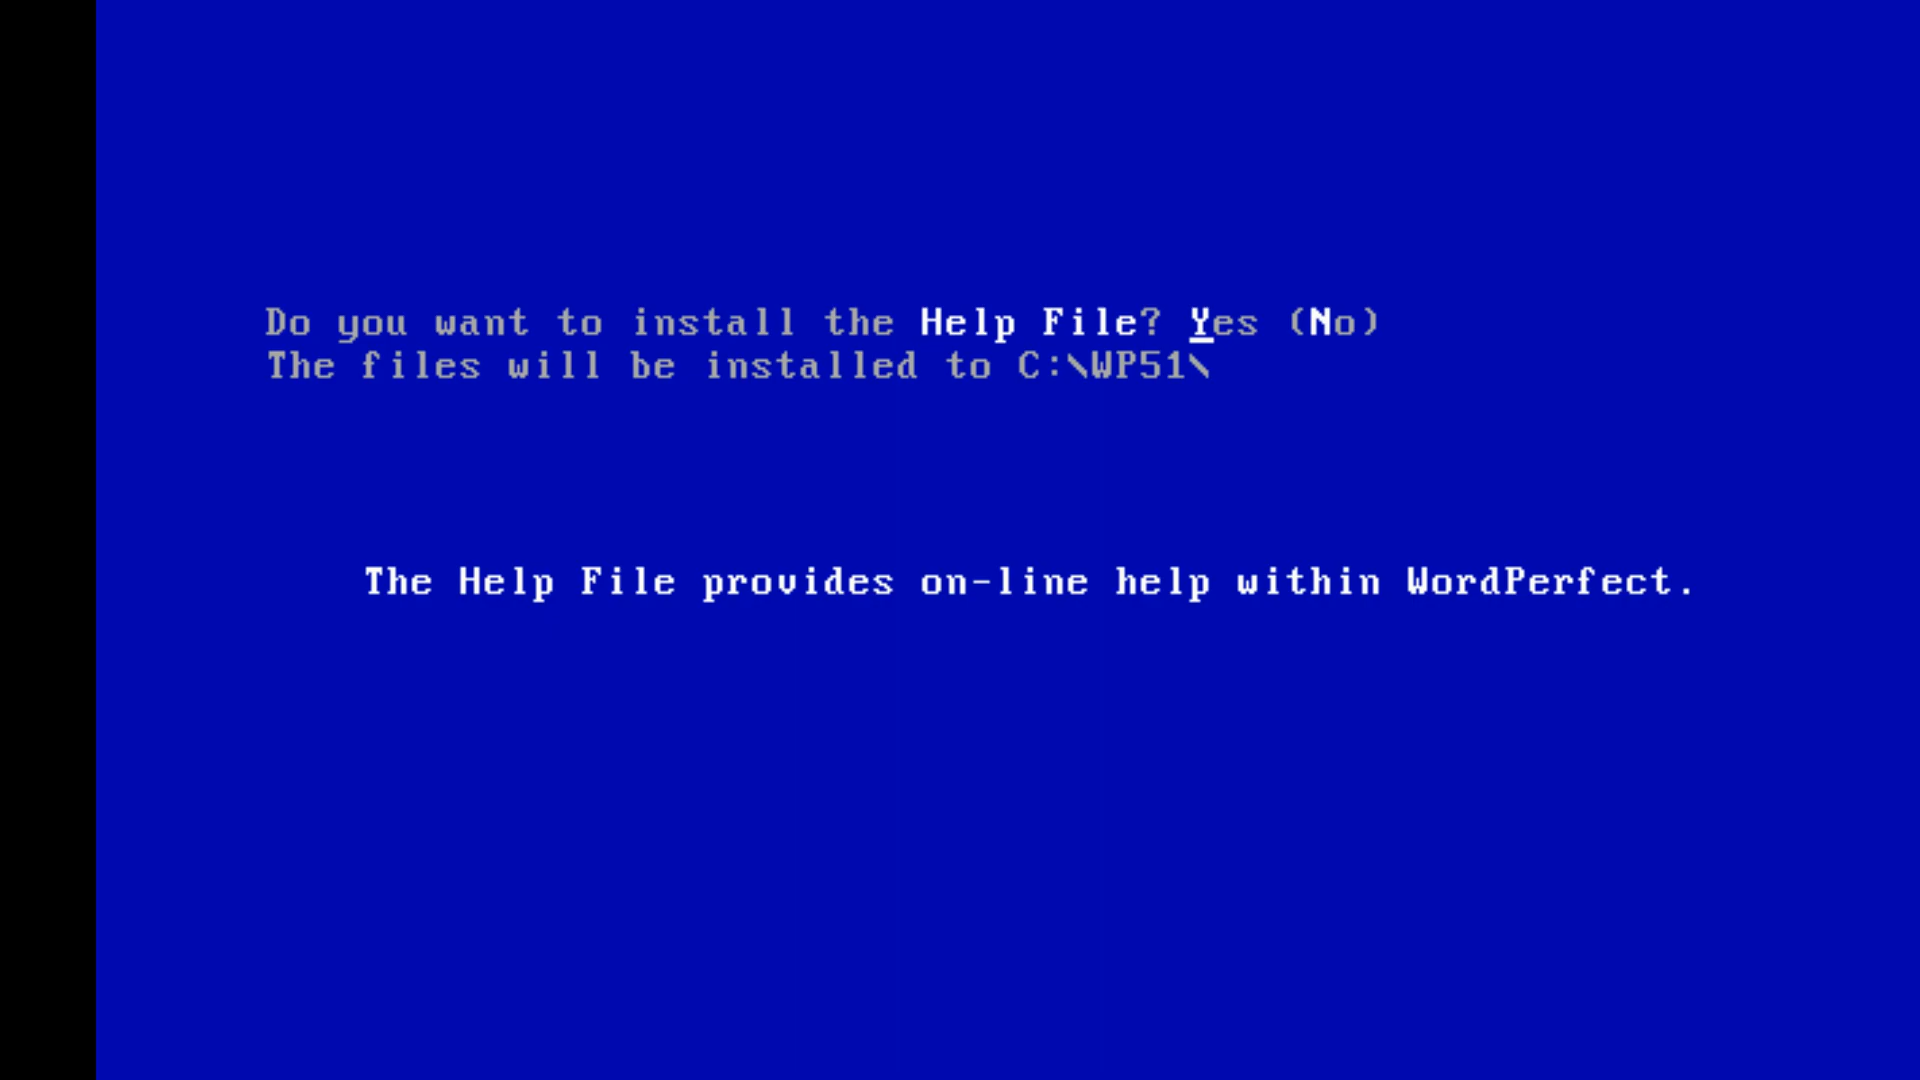 Do you want to install the Help File? Yes (No)
The files will be installed to C:\WP51\
The Help File provides on-line help within WordPerfect.